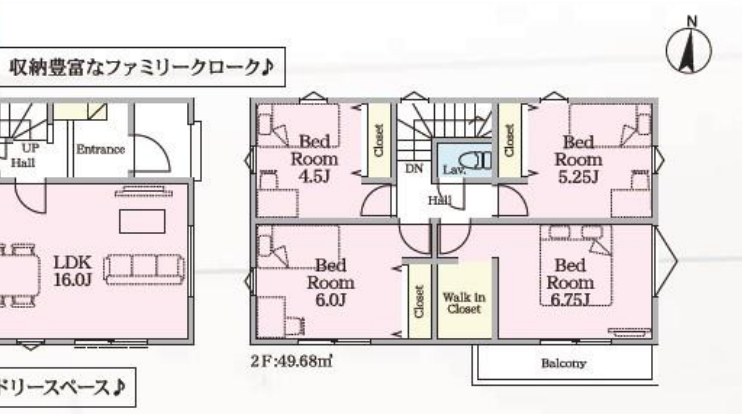 N
収納豊富なファミリークローク♪
UP
Hall
Entrance
LDK
16.0J
Bed
Room
4.5J
Closet
DN
Lav.
Hall
Closet
Bed
Room
5.25J
Bed
Room
6.0J
Closet
Walk in
Closet
Bed
Room
6.75J
2F:49.68㎡
Balcony
ドリースペース♪